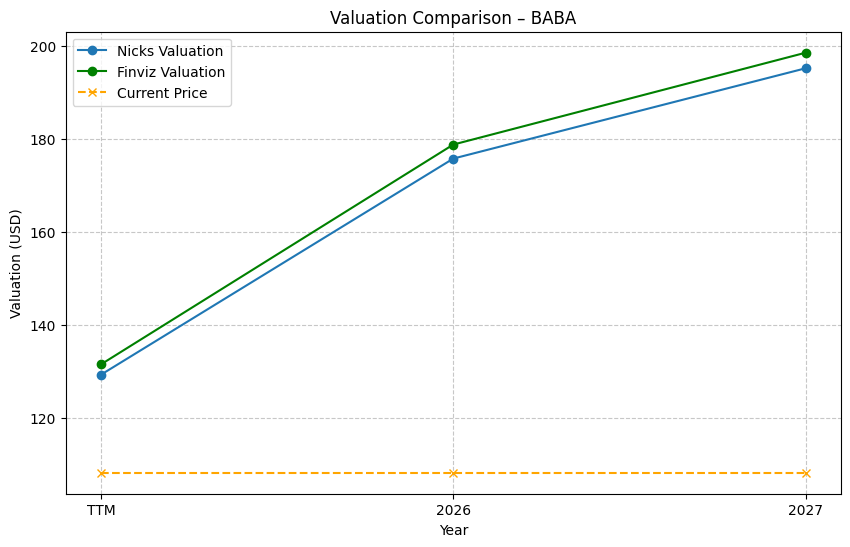 Valuation Comparison – BABA
Nicks Valuation
Finviz Valuation
Current Price
Valuation (USD)
200
180
160
140
120
TTM
2026
2027
Year